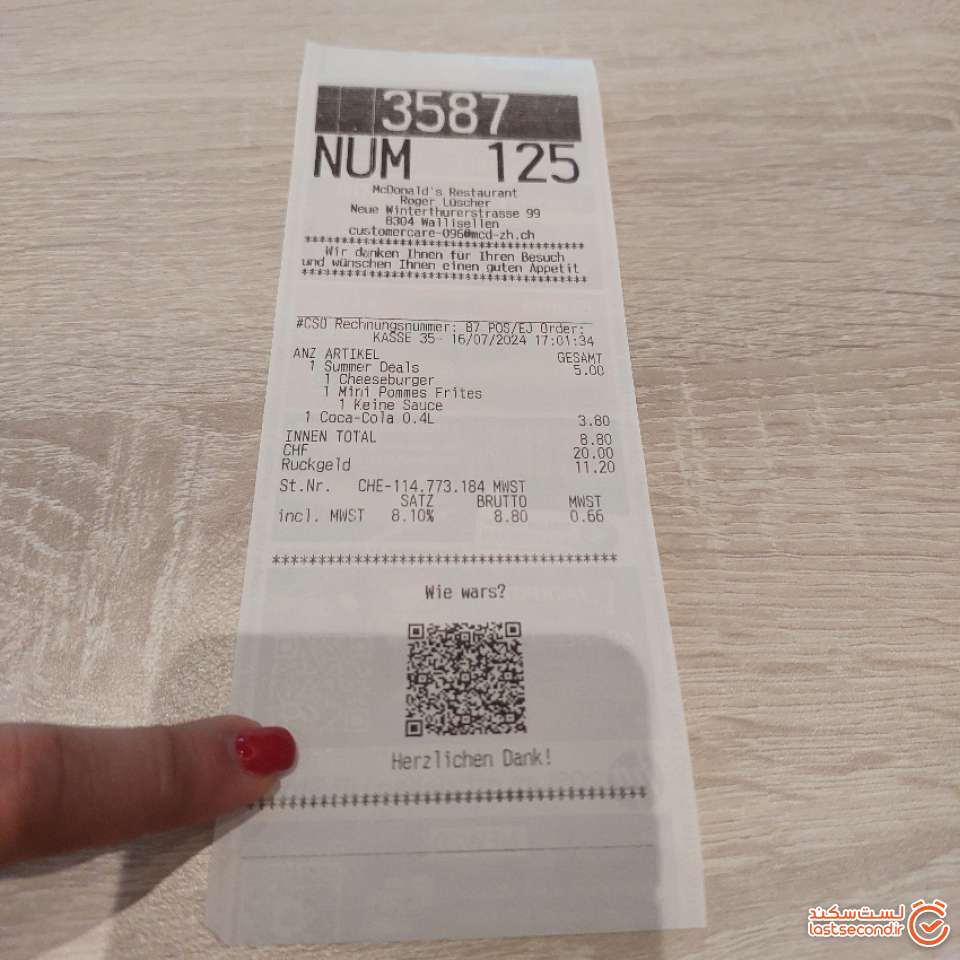 3587
NUM 125
McDonald's Restaurant
Roger Lüscher
Neue Winterthurerstrasse 99
8304 Wallisellen
customercare-096@mcd-zh.ch
********************************
Wir danken Ihnen für Ihren Besuch
und wünschen Ihnen einen guten Appetit
********************************
#CSO Rechnungsnummer: 87 POS/EJ Order:
KASSE 35- 16/07/2024 17:01:34
ANZ ARTIKEL GESAMT
1 Summer Deals 5.00
1 Cheeseburger
1 Mini Pommes Frites
1 Keine Sauce
1 Coca-Cola 0.4L 3.80
INNEN TOTAL 8.80
CHF 20.00
Rückgeld 11.20
St.Nr. CHE-114.773.184 MWST
SATZ BRUTTO MWST
incl. MWST 8.10% 8.80 0.66
**************************************
Wie wars?
Herzlichen Dank!
**************************************
لست‌سکند
lastsecond.ir